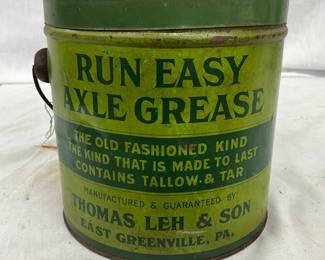 RUN EASY
AXLE GREASE
THE OLD FASHIONED KIND
THE KIND THAT IS MADE TO LAST
CONTAINS TALLOW, & TAR
MANUFACTURED & GUARANTEED BY
THOMAS LEH & SON
EAST GREENVILLE, PA.